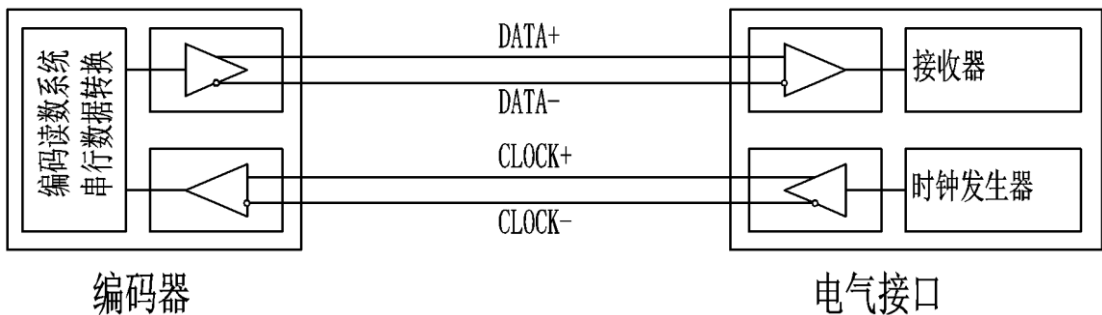 编码读数系统
串行数据转换
DATA+
DATA-
CLOCK+
CLOCK-
接收器
时钟发生器
编码器
电气接口